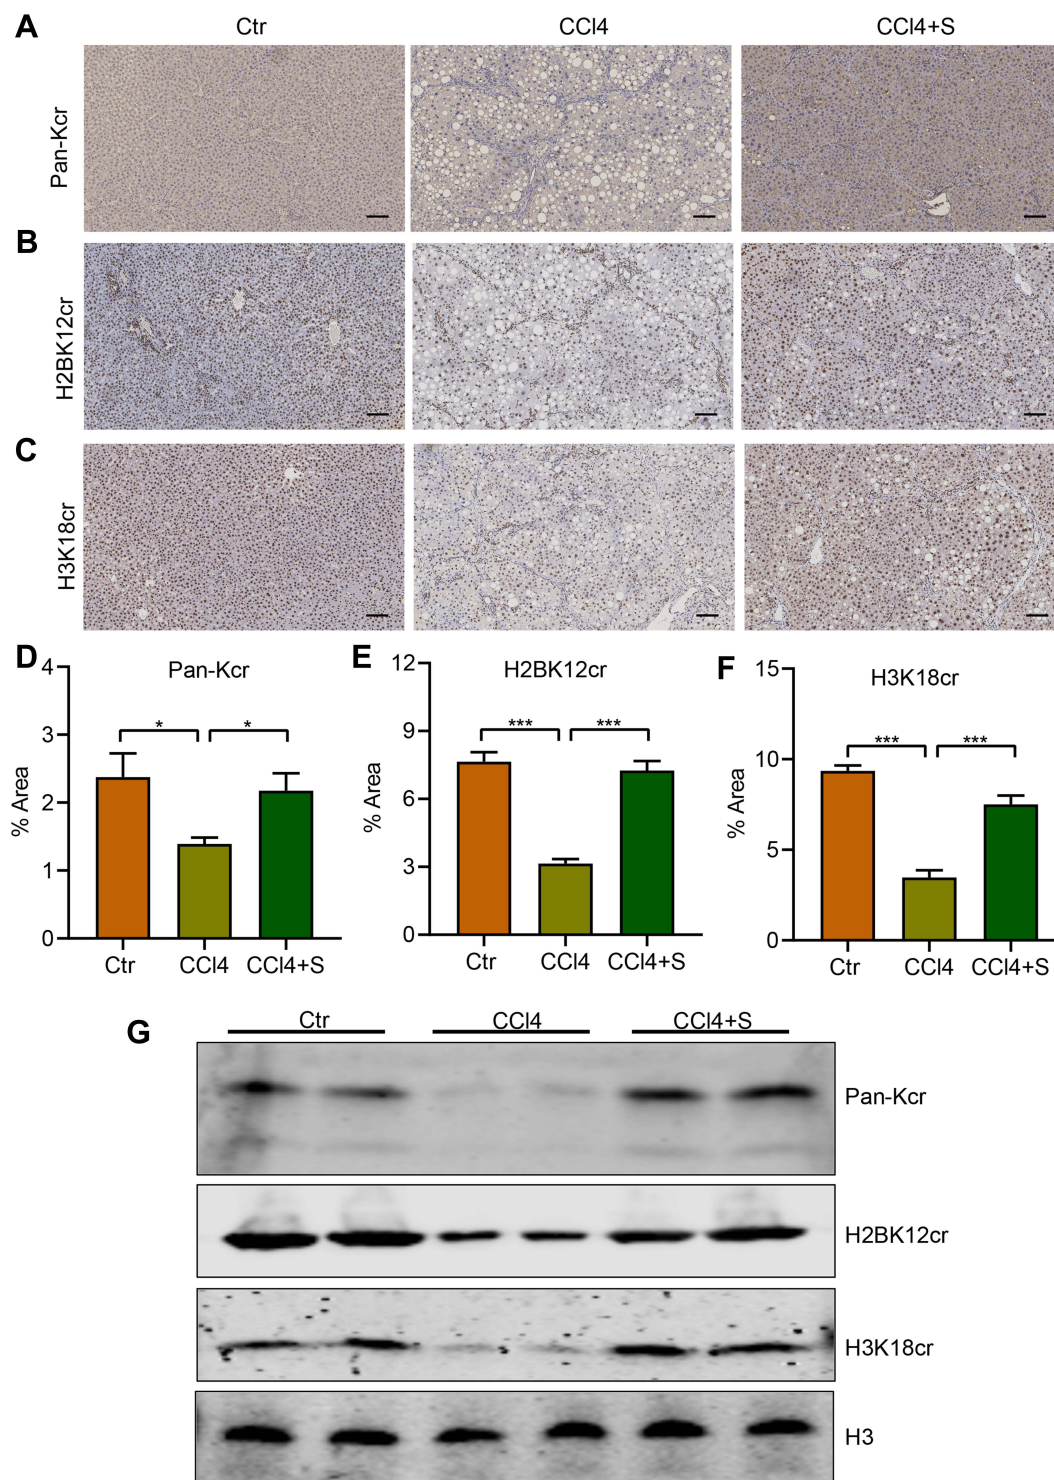 A
Ctr CCl4 CCl4+S
Pan-Kcr
B
H2BK12cr
C
H3K18cr
D
Pan-Kcr
% Area
4
3
2
1
0
* *
Ctr CCl4 CCl4+S
E
H2BK12cr
% Area
12
9
6
3
0
*** ***
Ctr CCl4 CCl4+S
F
H3K18cr
% Area
15
10
5
0
*** ***
Ctr CCl4 CCl4+S
G
Ctr CCl4 CCl4+S
Pan-Kcr
H2BK12cr
H3K18cr
H3